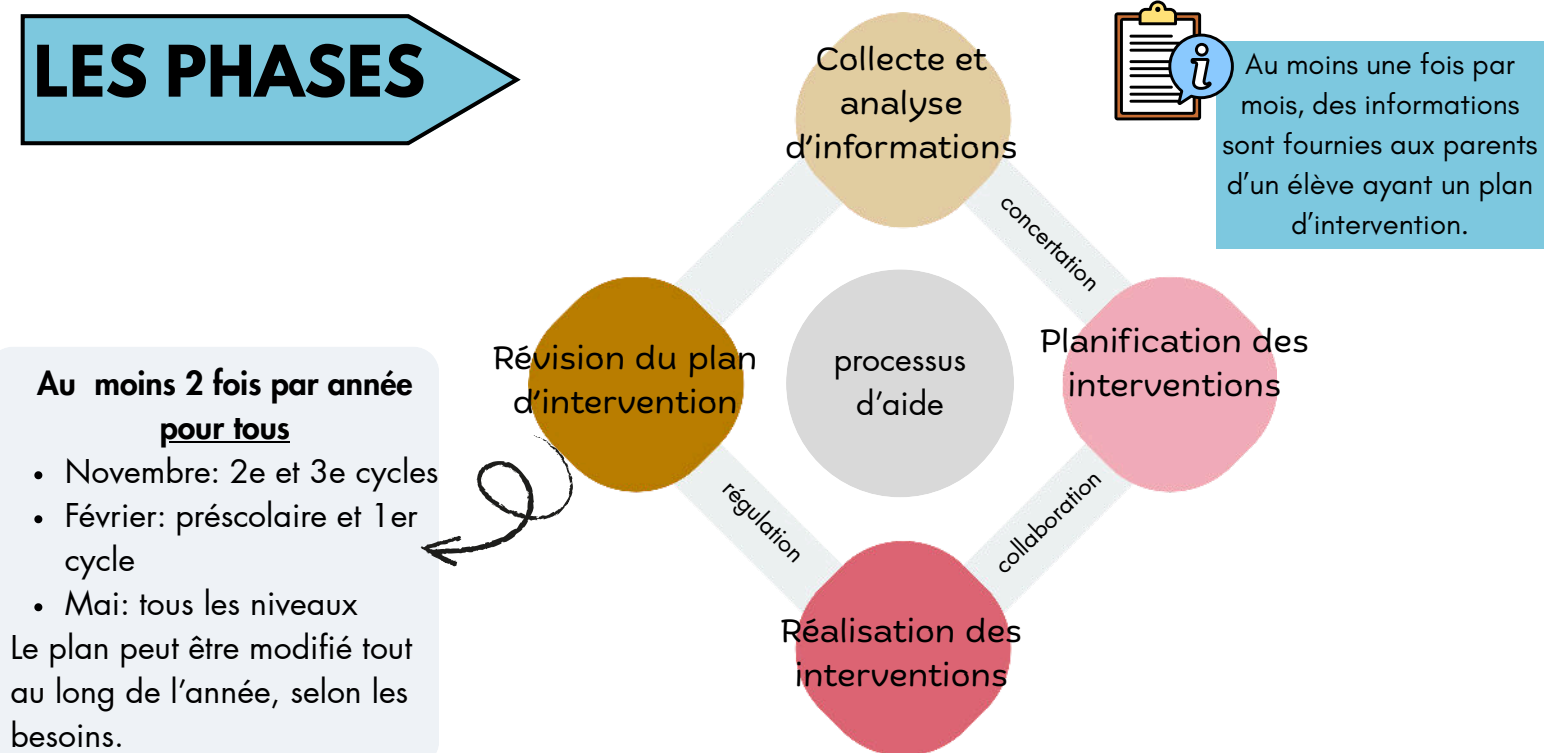 LES PHASES
Collecte et
analyse
d'informations
i
Au moins une fois par
mois, des informations
sont fournies aux parents
d'un élève ayant un plan
d'intervention.
concertation
Planification des
interventions
processus
d'aide
Révision du plan
d'intervention
Au moins 2 fois par année
pour tous
• Novembre: 2e et 3e cycles
• Février: préscolaire et 1er
cycle
• Mai: tous les niveaux
Le plan peut être modifié tout
au long de l'année, selon les
besoins.
régulation
collaboration
Réalisation des
interventions